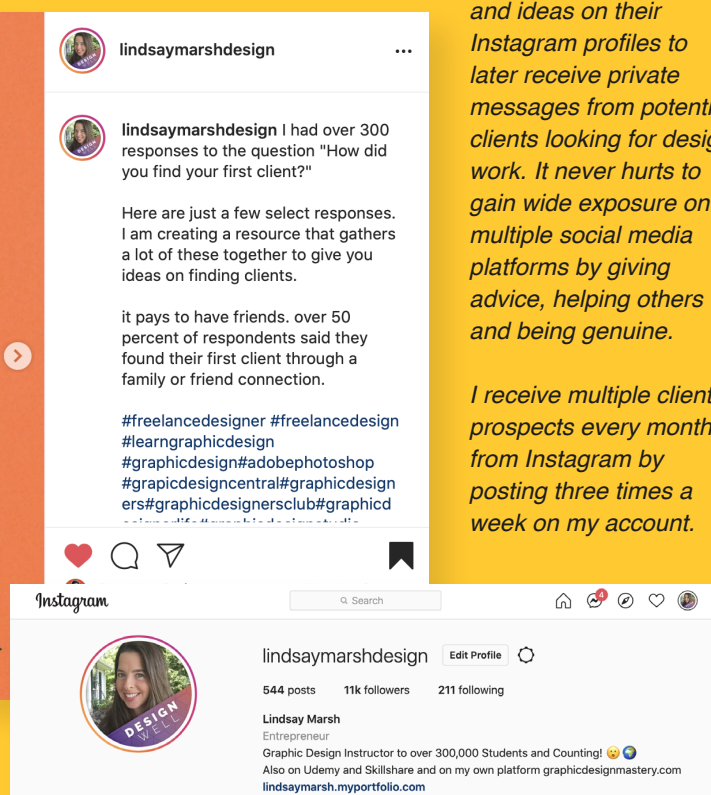 lindsaymarshdesign
lindsaymarshdesign I had over 300
responses to the question "How did
you find your first client?"
Here are just a few select responses.
I am creating a resource that gathers
a lot of these together to give you
ideas on finding clients.
it pays to have friends. over 50
percent of respondents said they
found their first client through a
family or friend connection.
#freelancedesigner #freelancedesign
#learngraphicdesign
#graphicdesign#adobephotoshop
#grapicdesigncentral#graphicdesign
ers#graphicdesignersclub#graphicd
and ideas on their
Instagram profiles to
later receive private
messages from potenti
clients looking for desig
work. It never hurts to
gain wide exposure on
multiple social media
platforms by giving
advice, helping others
and being genuine.
I receive multiple client
prospects every month
from Instagram by
posting three times a
week on my account.
Instagram
Search
4
DESIGN
WELL
lindsaymarshdesign Edit Profile
544 posts 11k followers 211 following
Lindsay Marsh
Entrepreneur
Graphic Design Instructor to over 300,000 Students and Counting! 😮🌍
Also on Udemy and Skillshare and on my own platform graphicdesignmastery.com
lindsaymarsh.myportfolio.com